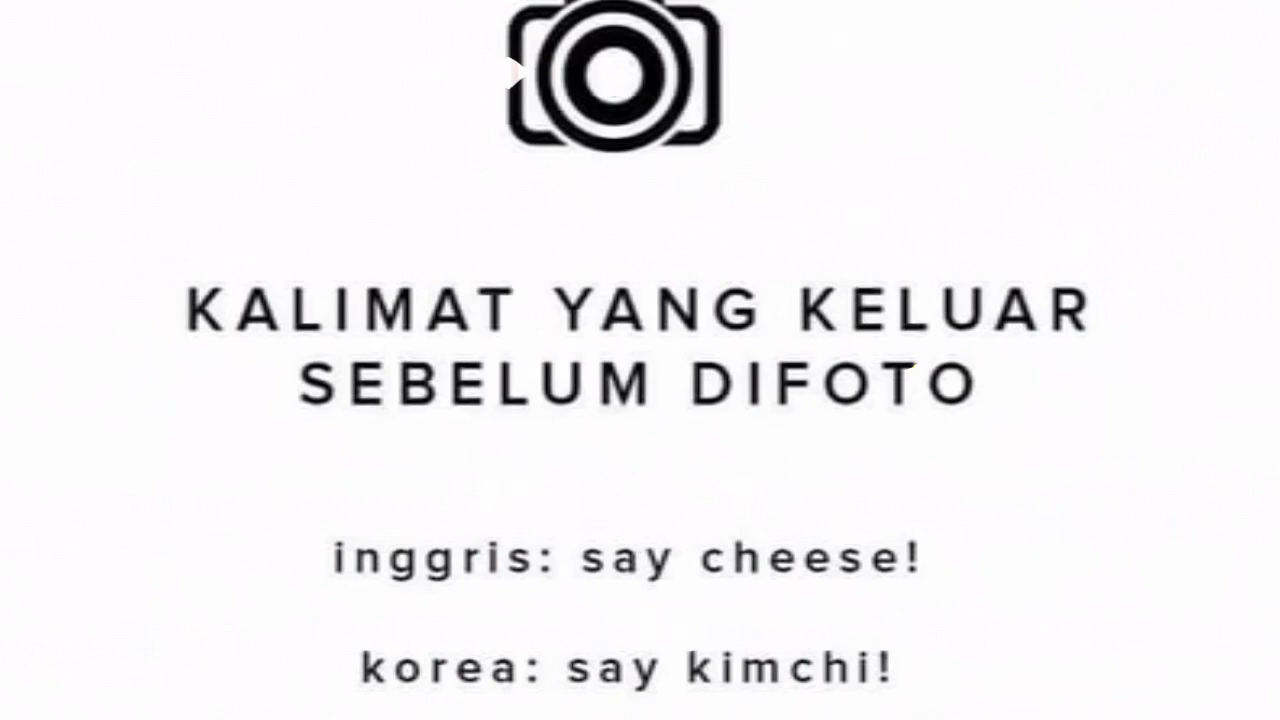 KALIMAT YANG KELUAR
SEBELUM DIFOTO
inggris: say cheese!
korea: say kimchi!